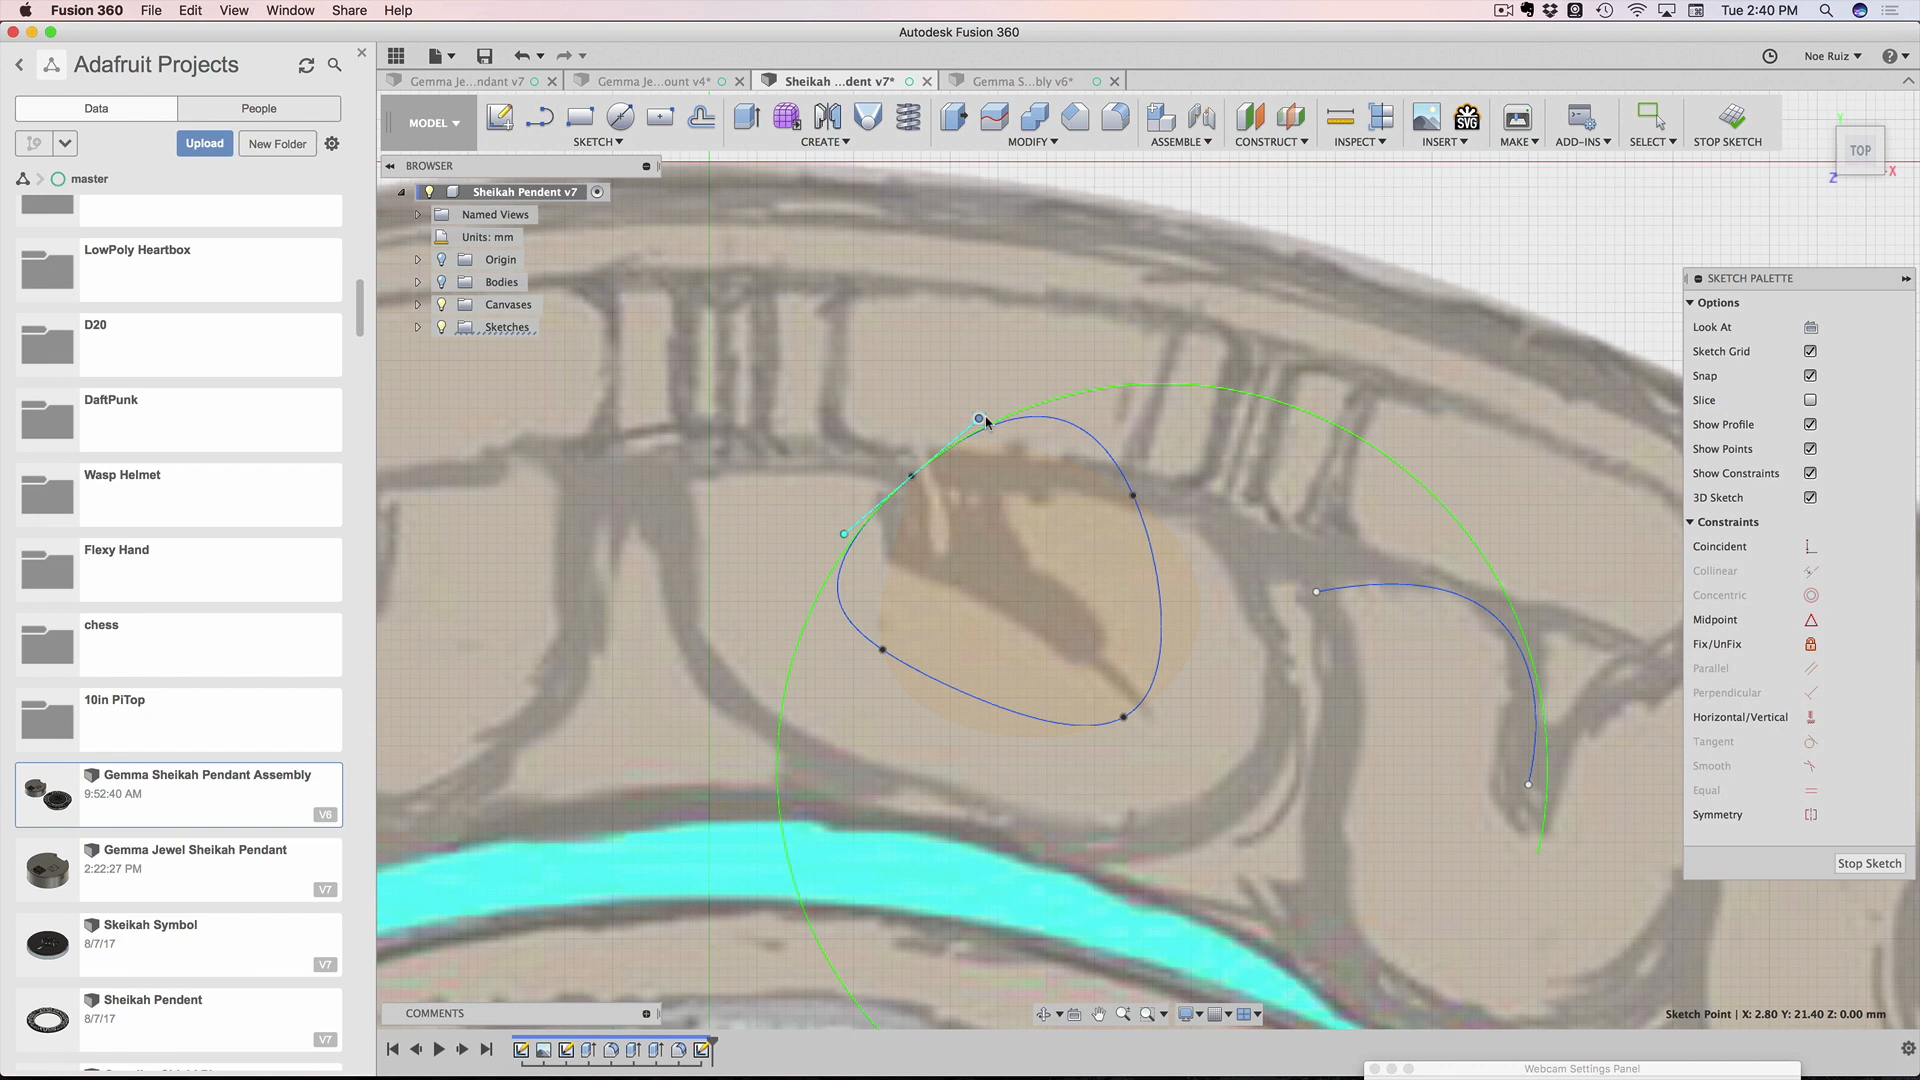 Fusion 360 File Edit View Window Share Help
Tue 2:40 PM
Autodesk Fusion 360
Adafruit Projects
Noe Ruiz
Gemma Je...ndant v7
Gemma Je...ount v4*
Sheikah ...dent v7*
Gemma S...bly v6*
Data People
MODEL
SKETCH CREATE MODIFY ASSEMBLE CONSTRUCT INSPECT INSERT MAKE ADD-INS SELECT STOP SKETCH
SVG
TOP
X
Y
Z
Upload New Folder
BROWSER
master
Sheikah Pendent v7
Named Views
Units: mm
Origin
Bodies
Canvases
Sketches
LowPoly Heartbox
D20
DaftPunk
Wasp Helmet
Flexy Hand
chess
10in PiTop
Gemma Sheikah Pendant Assembly
9:52:40 AM
V6
Gemma Jewel Sheikah Pendant
2:22:27 PM
V7
Skeikah Symbol
8/7/17
V7
Sheikah Pendent
8/7/17
V7
SKETCH PALETTE
Options
Look At
Sketch Grid
Snap
Slice
Show Profile
Show Points
Show Constraints
3D Sketch
Constraints
Coincident
Collinear
Concentric
Midpoint
Fix/UnFix
Parallel
Perpendicular
Horizontal/Vertical
Tangent
Smooth
Equal
Symmetry
Stop Sketch
COMMENTS
Sketch Point | X: 2.80 Y: 21.40 Z: 0.00 mm
Webcam Settings Panel